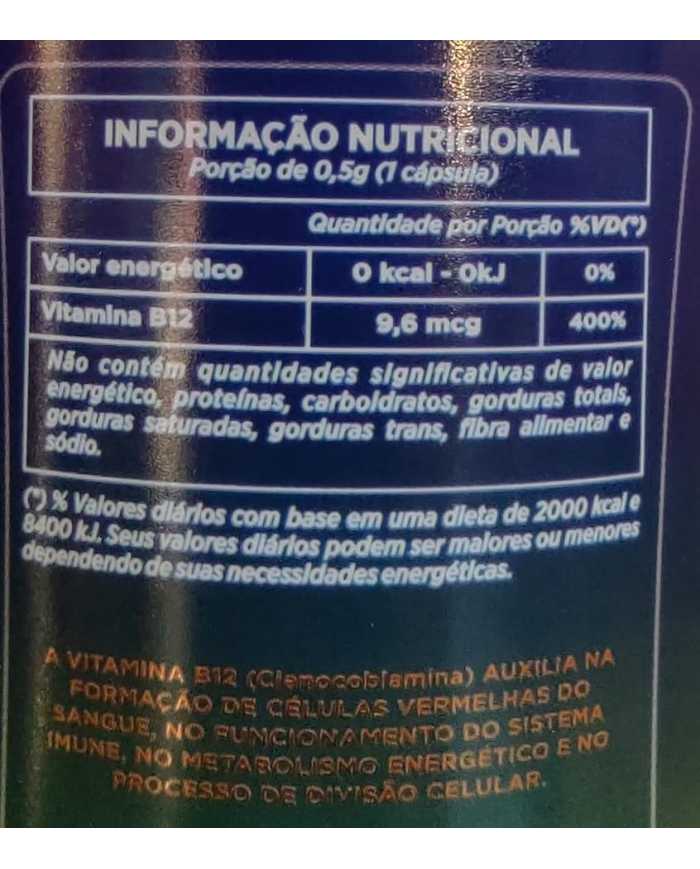 INFORMAÇÃO NUTRICIONAL
Porção de 0,5g (1 cápsula)
Quantidade por Porção %VD(*)
Valor energético 0 kcal - 0kJ 0%
Vitamina B12 9,6 mcg 400%
Não contém quantidades significativas de valor
energético, proteínas, carboidratos, gorduras totais,
gorduras saturadas, gorduras trans, fibra alimentar e
sódio.
(*) % Valores diários com base em uma dieta de 2000 kcal e
8400 kJ. Seus valores diários podem ser maiores ou menores
dependendo de suas necessidades energéticas.
A VITAMINA B12 (Cianocoblamina) AUXILIA NA
FORMAÇÃO DE CÉLULAS VERMELHAS DO
SANGUE, NO FUNCIONAMENTO DO SISTEMA
IMUNE, NO METABOLISMO ENERGÉTICO E NO
PROCESSO DE DIVISÃO CELULAR.